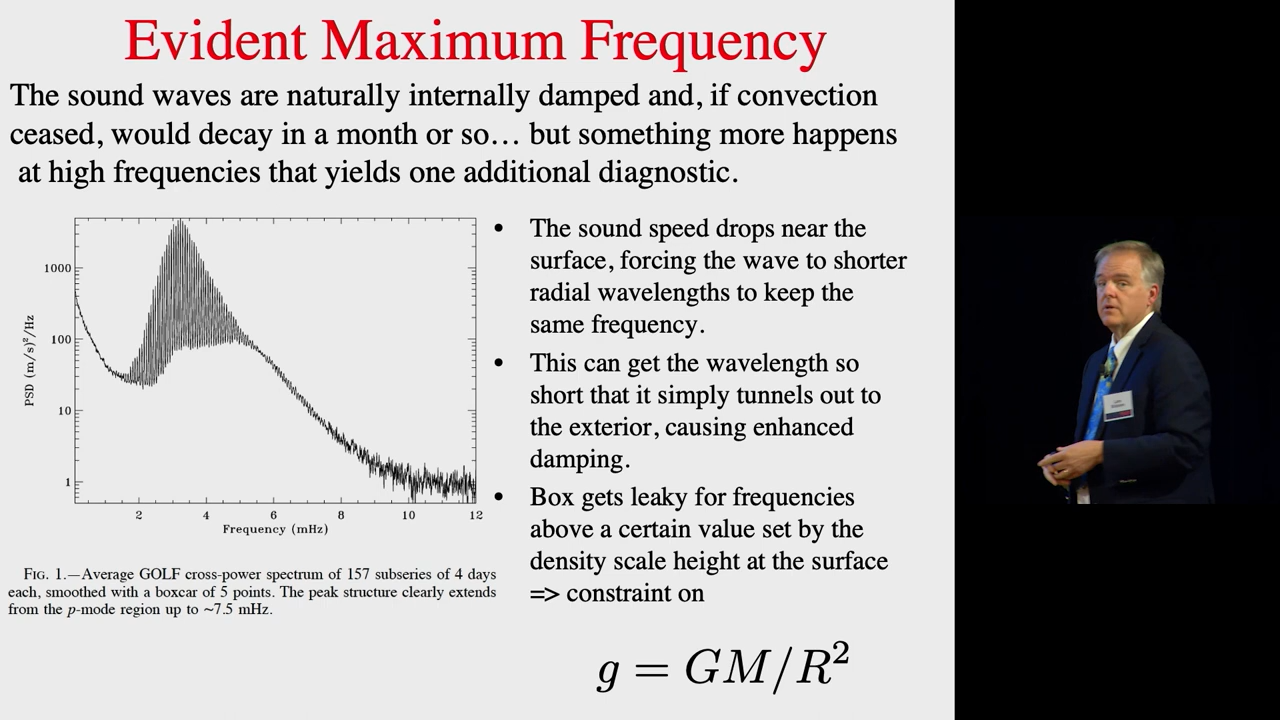 Evident Maximum Frequency
The sound waves are naturally internally damped and, if convection
ceased, would decay in a month or so… but something more happens
at high frequencies that yields one additional diagnostic.
1000
100
10
1
PSD (m/s)²/Hz
2 4 6 8 10 12
Frequency (mHz)
FIG. 1.—Average GOLF cross-power spectrum of 157 subseries of 4 days
each, smoothed with a boxcar of 5 points. The peak structure clearly extends
from the p-mode region up to ~7.5 mHz.
• The sound speed drops near the
surface, forcing the wave to shorter
radial wavelengths to keep the
same frequency.
• This can get the wavelength so
short that it simply tunnels out to
the exterior, causing enhanced
damping.
• Box gets leaky for frequencies
above a certain value set by the
density scale height at the surface
=> constraint on
g = GM/R²